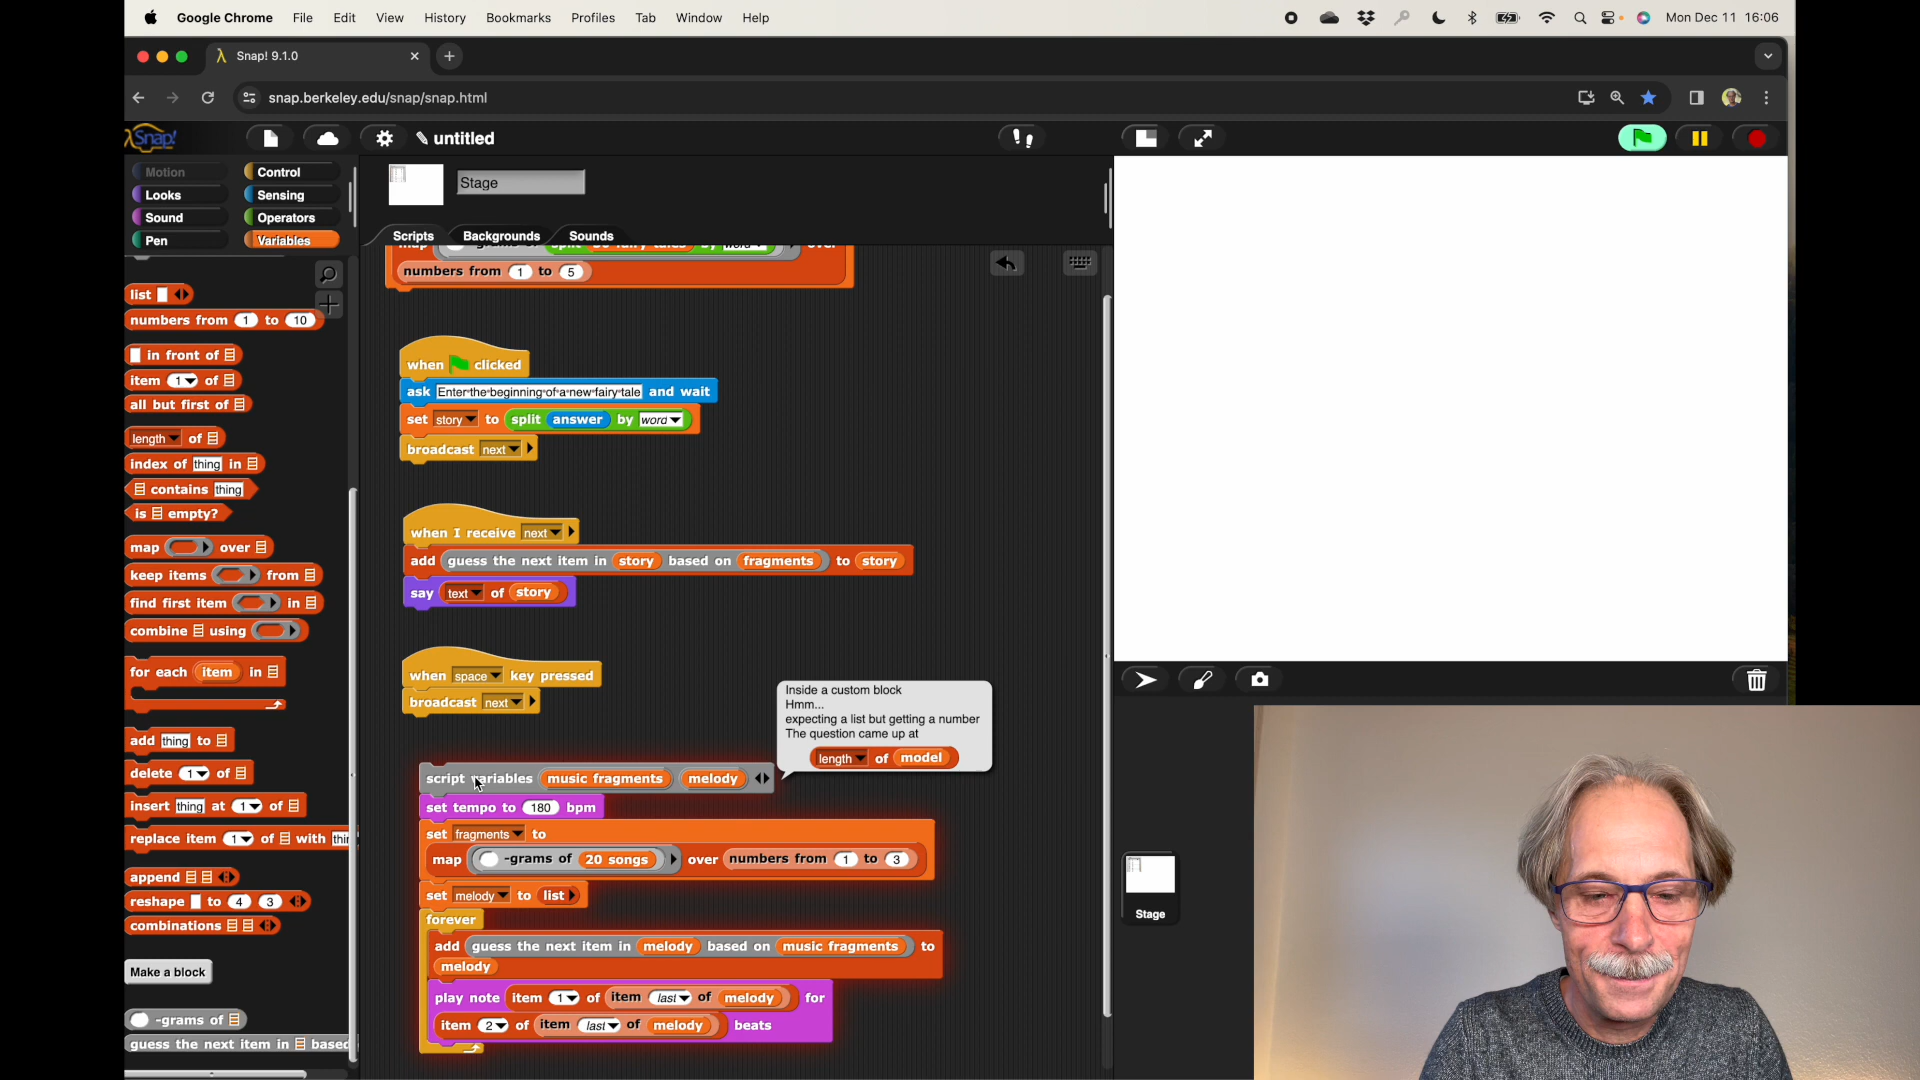 Google Chrome File Edit View History Bookmarks Profiles Tab Window Help Mon Dec 11 16:06
λ Snap! 9.1.0
snap.berkeley.edu/snap/snap.html
Snap! untitled
Motion Control
Looks Sensing
Sound Operators
Pen Variables
Stage
Scripts Backgrounds Sounds
list
numbers from 1 to 10
in front of
item 1 of
all but first of
length of
index of thing in
contains thing
is empty?
map over
keep items from
find first item in
combine using
for each item in
add thing to
delete 1 of
insert thing at 1 of
replace item 1 of with
append
reshape to 4 3
combinations
Make a block
-grams of
guess the next item in based
numbers from 1 to 5
when clicked
ask Enter the beginning of a new fairy tale and wait
set story to split answer by word
broadcast next
when I receive next
add guess the next item in story based on fragments to story
say text of story
when space key pressed
broadcast next
Inside a custom block
Hmm...
expecting a list but getting a number
The question came up at
length of model
script variables music fragments melody
set tempo to 180 bpm
set fragments to
map -grams of 20 songs over numbers from 1 to 3
set melody to list
forever
add guess the next item in melody based on music fragments to
melody
play note item 1 of item last of melody for
item 2 of item last of melody beats
Stage